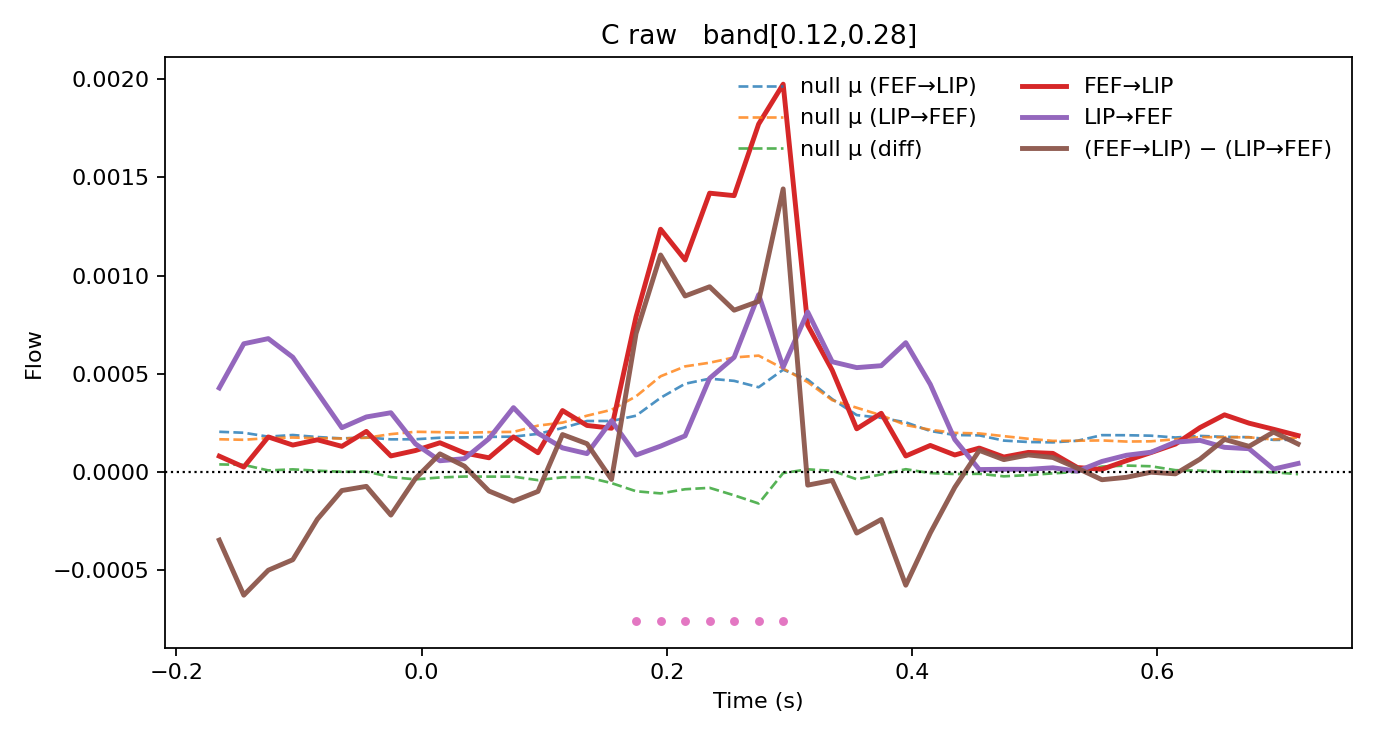 C raw   band[0.12,0.28]
null μ (FEF→LIP)
null μ (LIP→FEF)
null μ (diff)
FEF→LIP
LIP→FEF
(FEF→LIP) − (LIP→FEF)
Flow
0.0020
0.0015
0.0010
0.0005
0.0000
−0.0005
−0.2
0.0
0.2
0.4
0.6
Time (s)